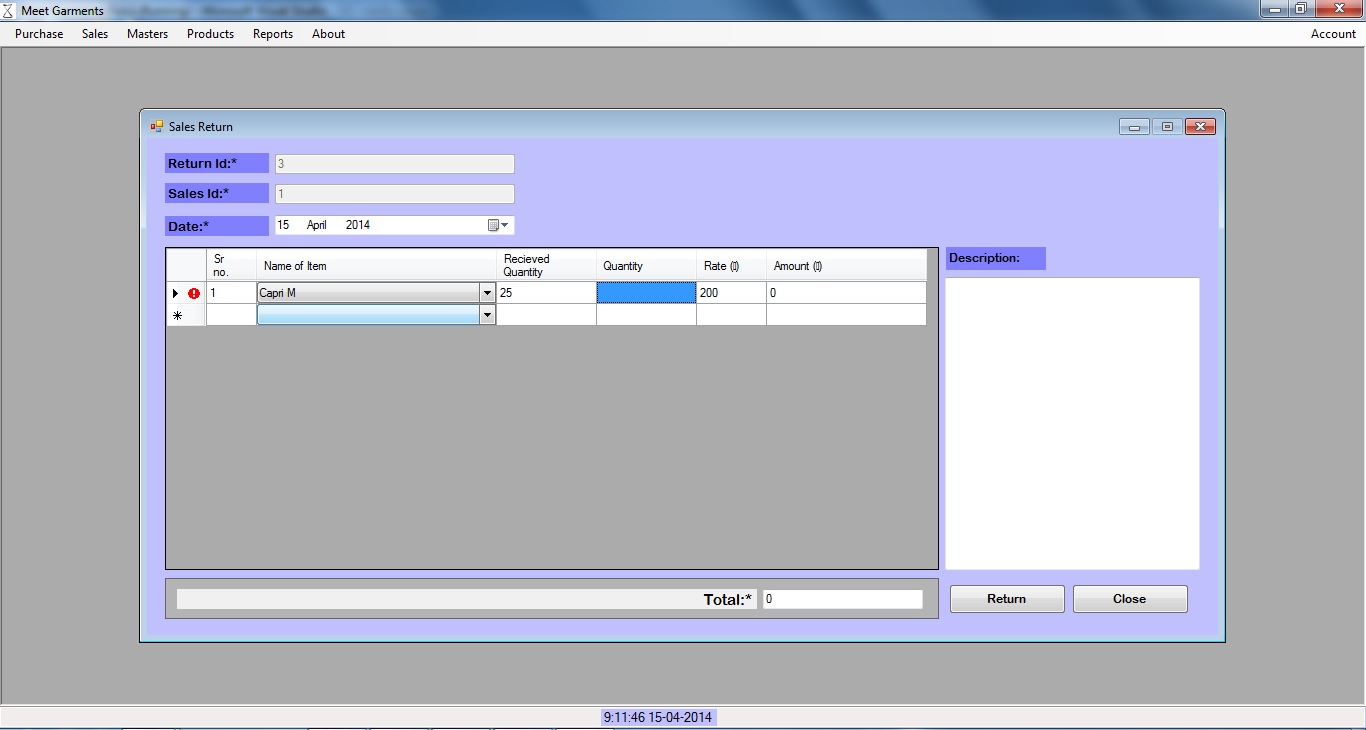 Meet Garments
Purchase Sales Masters Products Reports About Account
Sales Return
Return Id:* 3
Sales Id:* 1
Date:* 15 April 2014
Sr no. Name of Item Recieved Quantity Quantity Rate (▯) Amount (▯)
1 Capri M 25 200 0
Description:
Total:* 0
Return Close
9:11:46 15-04-2014